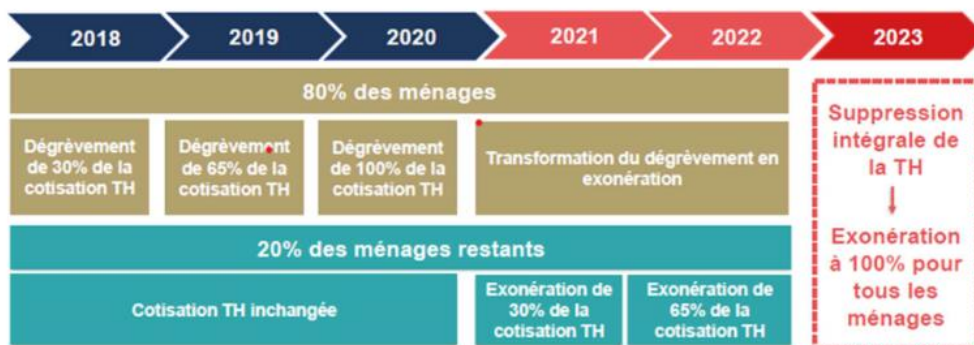 2018 2019 2020 2021 2022 2023
80% des ménages
Dégrèvement
de 30% de la
cotisation TH
Dégrèvement
de 65% de la
cotisation TH
Dégrèvement
de 100% de la
cotisation TH
Transformation du dégrèvement en
exonération
20% des ménages restants
Cotisation TH inchangée
Exonération de
30% de la
cotisation TH
Exonération de
65% de la
cotisation TH
Suppression
intégrale de
la TH
Exonération
à 100% pour
tous les
ménages